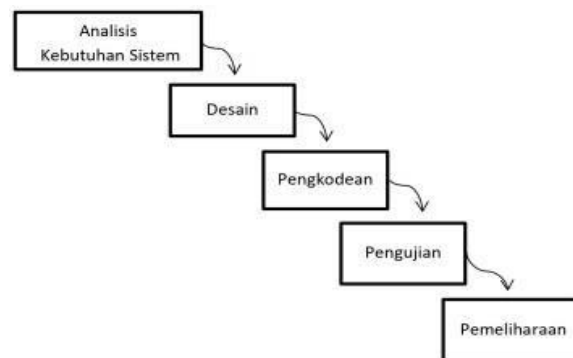 Analisis
Kebutuhan Sistem
Desain
Pengkodean
Pengujian
Pemeliharaan